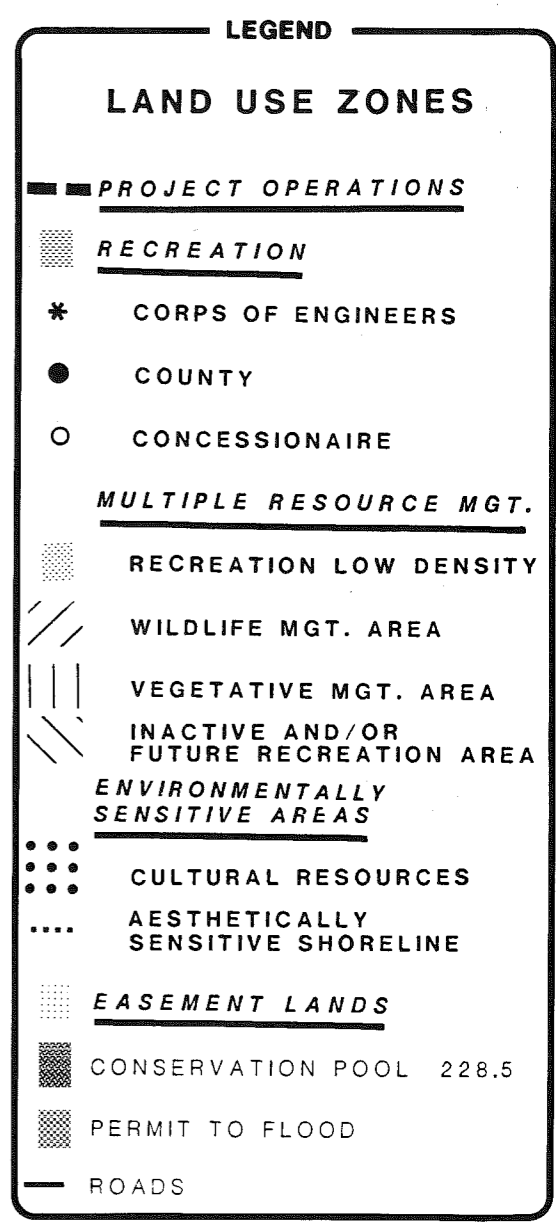 LEGEND
LAND USE ZONES
PROJECT OPERATIONS
RECREATION
CORPS OF ENGINEERS
COUNTY
CONCESSIONAIRE
MULTIPLE RESOURCE MGT.
RECREATION LOW DENSITY
WILDLIFE MGT. AREA
VEGETATIVE MGT. AREA
INACTIVE AND/OR
FUTURE RECREATION AREA
ENVIRONMENTALLY
SENSITIVE AREAS
CULTURAL RESOURCES
AESTHETICALLY
SENSITIVE SHORELINE
EASEMENT LANDS
CONSERVATION POOL 228.5
PERMIT TO FLOOD
ROADS